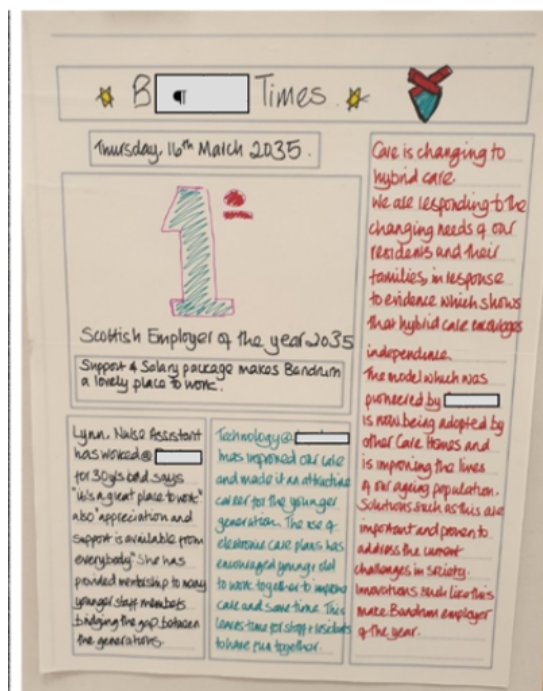 B ¶ Times
Thursday, 16th March 2035.
1
Scottish Employer of the year 2035
Support & Salary package makes Bandrum
a lovely place to work.
Lynn, Nurse Assistant
has worked @
for 30yrs and says
"it's a great place to work"
also "appreciation and
support is available from
everybody" She has
provided mentorship to many
younger staff members
bridging the gap between
the generations.
Technology @
has improved our care
and made it an attractive
career for the younger
generation. The use of
electronic care plans has
encouraged young & old
to work together to improve
care and save time. This
leaves time for staff & residents
to have fun together.
Care is changing to
hybrid care.
We are responding to the
changing needs of our
residents and their
families, in response
to evidence which shows
that hybrid care encourages
independence.
The model which was
pioneered by
is now being adopted by
other Care Homes and
is improving the lives
of our ageing population.
Solutions such as this are
important and proven to
address the current
challenges in society.
Innovations such like this
make Bandrum employer
of the year.